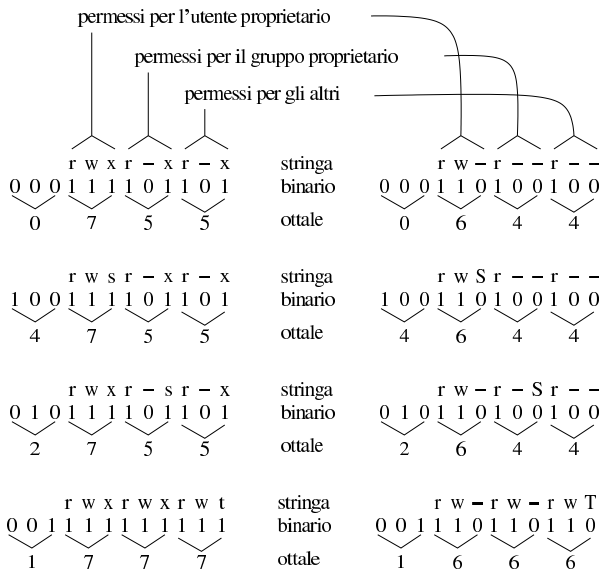 permessi per l'utente proprietario
permessi per il gruppo proprietario
permessi per gli altri
r w x r – x r – x stringa r w – r – – r – –
0 0 0 1 1 1 1 0 1 1 0 1 binario 0 0 0 1 1 0 1 0 0 1 0 0
0 7 5 5 ottale 0 6 4 4
r w s r – x r – x stringa r w S r – – r – –
1 0 0 1 1 1 1 0 1 1 0 1 binario 1 0 0 1 1 0 1 0 0 1 0 0
4 7 5 5 ottale 4 6 4 4
r w x r – s r – x stringa r w – r – S r – –
0 1 0 1 1 1 1 0 1 1 0 1 binario 0 1 0 1 1 0 1 0 0 1 0 0
2 7 5 5 ottale 2 6 4 4
r w x r w x r w t stringa r w – r w – r w T
0 0 1 1 1 1 1 1 1 1 1 1 binario 0 0 1 1 1 0 1 1 0 1 1 0
1 7 7 7 ottale 1 6 6 6